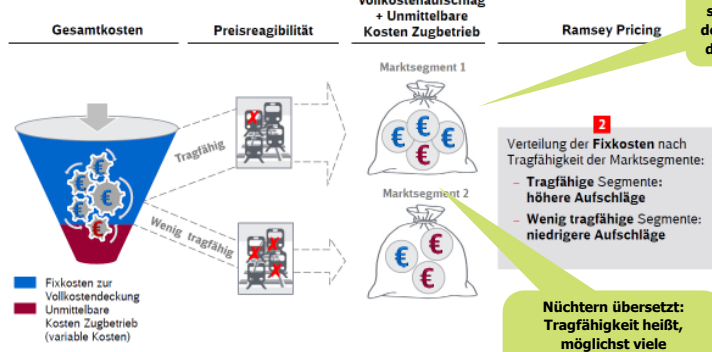 Gesamtkosten
Preisreagibilität
Vollkostenaufschlag
+ Unmittelbare
Kosten Zugbetrieb
Ramsey Pricing
Tragfähig
Wenig tragfähig
Marktsegment 1
€ € €
€
Marktsegment 2
€ €
€
€
€
€
€
2
Verteilung der Fixkosten nach
Tragfähigkeit der Marktsegmente:
– Tragfähige Segmente:
höhere Aufschläge
– Wenig tragfähige Segmente:
niedrigere Aufschläge
Fixkosten zur
Vollkostendeckung
Unmittelbare
Kosten Zugbetrieb
(variable Kosten)
Nüchtern übersetzt:
Tragfähigkeit heißt,
möglichst viele